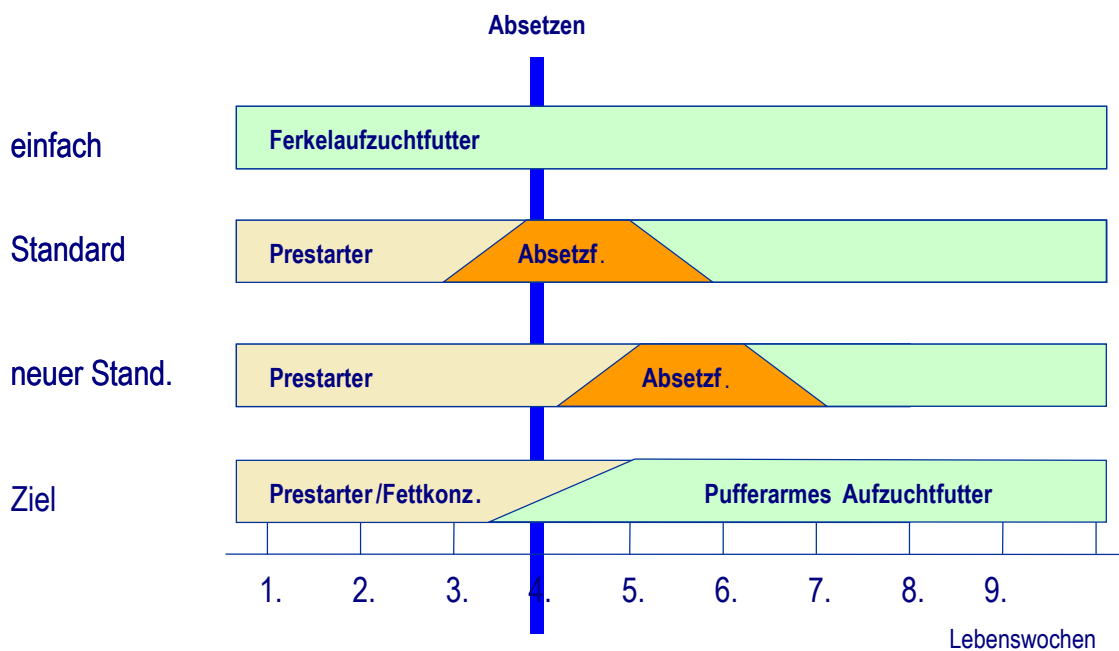 Absetzen
einfach
Ferkelaufzuchtfutter
Standard
Prestarter
Absetzf.
neuer Stand.
Prestarter
Absetzf.
Ziel
Prestarter/Fettkonz.
Pufferarmes Aufzuchtfutter
1. 2. 3. 4. 5. 6. 7. 8. 9.
Lebenswochen